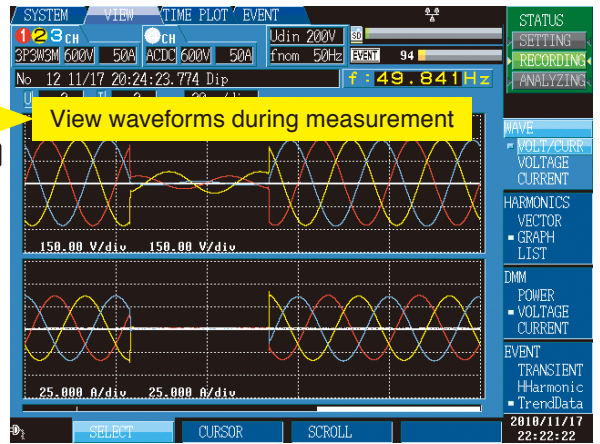 SYSTEM VIEW TIME PLOT EVENT
1 2 3 CH CH Udin 200V SD
3P3W3M 600V 50A ACDC 600V 50A fnom 50Hz EVENT 94
No 12 11/17 20:24:23.774 Dip f:49.841Hz
View waveforms during measurement
150.00 V/div 150.00 V/div
25.000 A/div 25.000 A/div
SELECT CURSOR SCROLL
STATUS
SETTING
RECORDING
ANALYZING
WAVE
VOLT/CURR
VOLTAGE
CURRENT
HARMONICS
VECTOR
GRAPH
LIST
DMM
POWER
VOLTAGE
CURRENT
EVENT
TRANSIENT
HHarmonic
TrendData
2010/11/17
22:22:22